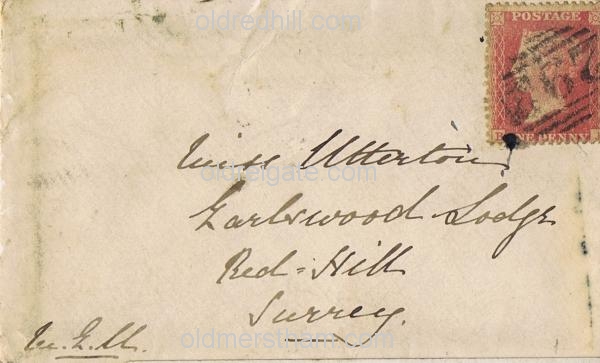 oldredhill.com
POSTAGE
ONE PENNY
Miss Utterton
oldreigate.com
Earlswood Lodge
Red=Hill
Surrey.
oldmerstham.com